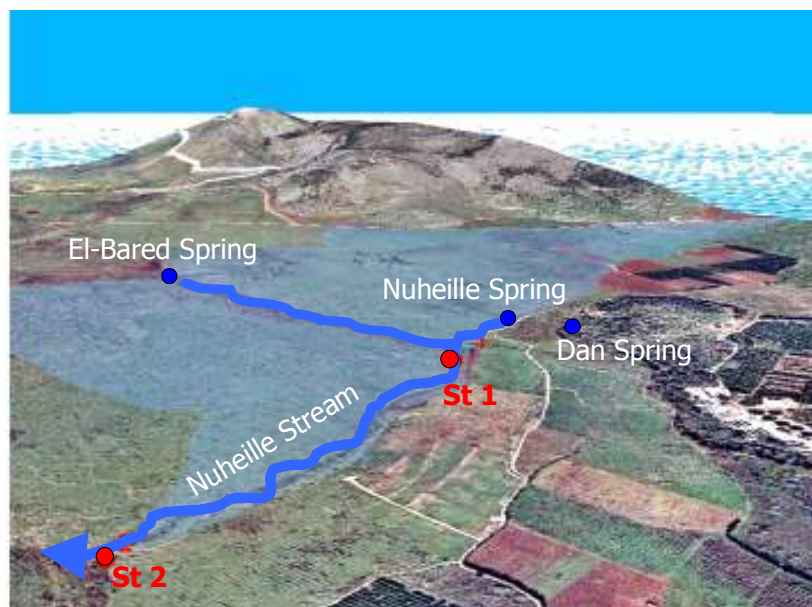 El-Bared Spring
Nuheille Spring
Dan Spring
St 1
Nuheille Stream
St 2